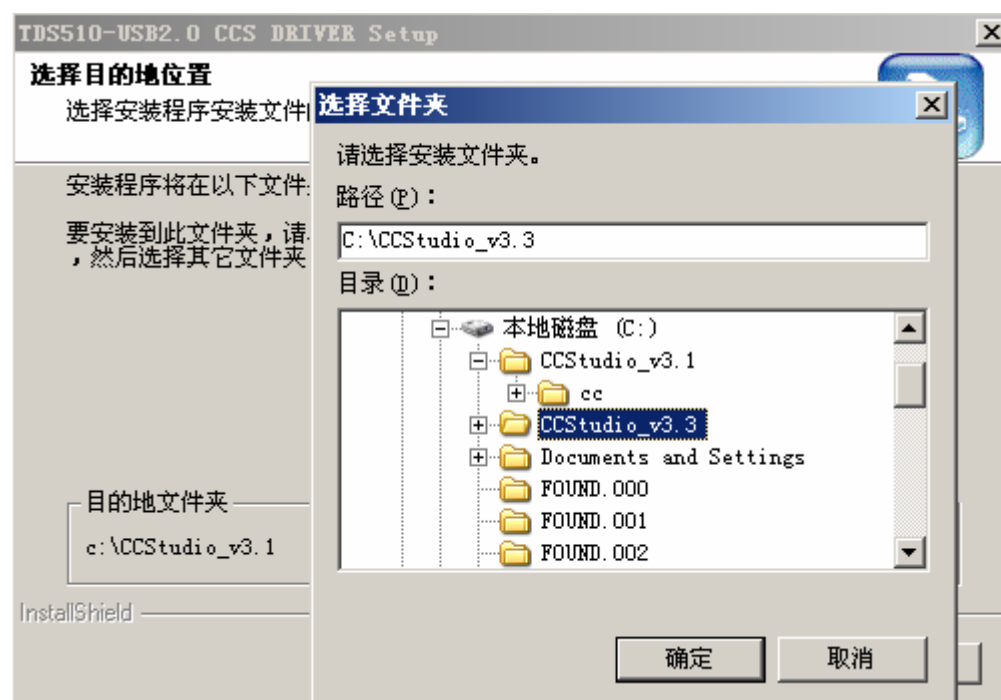 TDS510-USB2.0 CCS DRIVER Setup
选择目的地位置
选择安装程序安装文件
选择文件夹
请选择安装文件夹。
路径(P):
C:\CCStudio_v3.3
目录(D):
本地磁盘 (C:)
CCStudio_v3.1
cc
CCStudio_v3.3
Documents and Settings
FOUND.000
FOUND.001
FOUND.002
确定
取消
安装程序将在以下文件
要安装到此文件夹，请
，然后选择其它文件夹
目的地文件夹
c:\CCStudio_v3.1
InstallShield